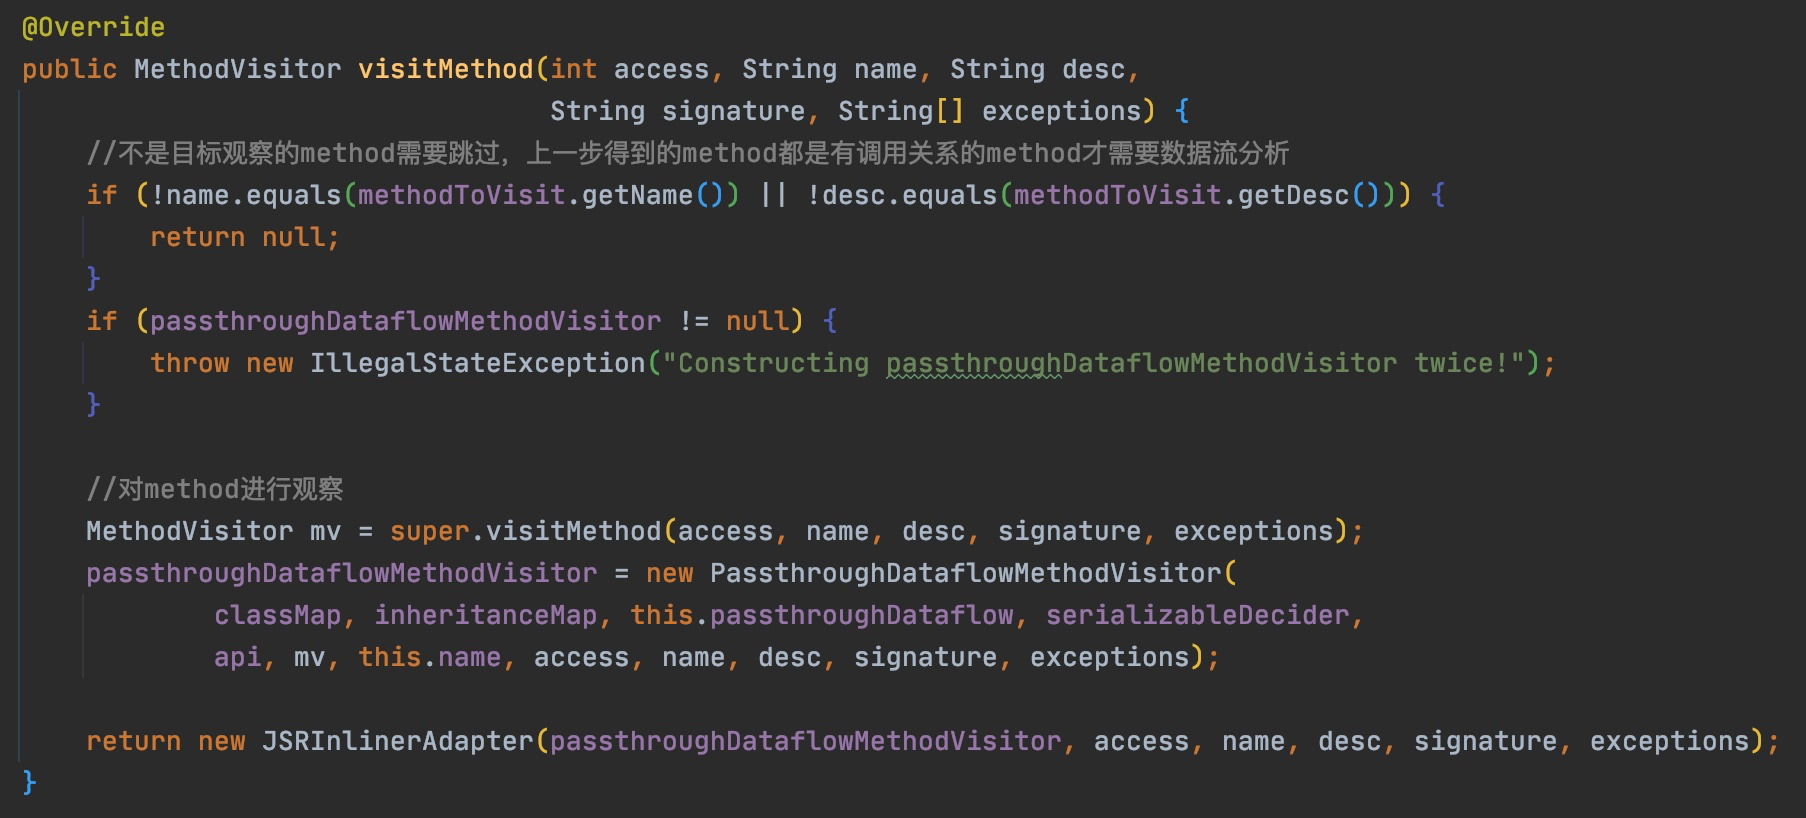 @Override
public MethodVisitor visitMethod(int access, String name, String desc,
String signature, String[] exceptions) {
//不是目标观察的method需要跳过，上一步得到的method都是有调用关系的method才需要数据流分析
if (!name.equals(methodToVisit.getName()) || !desc.equals(methodToVisit.getDesc())) {
return null;
}
if (passthroughDataflowMethodVisitor != null) {
throw new IllegalStateException("Constructing passthroughDataflowMethodVisitor twice!");
}
//对method进行观察
MethodVisitor mv = super.visitMethod(access, name, desc, signature, exceptions);
passthroughDataflowMethodVisitor = new PassthroughDataflowMethodVisitor(
classMap, inheritanceMap, this.passthroughDataflow, serializableDecider,
api, mv, this.name, access, name, desc, signature, exceptions);
return new JSRInlinerAdapter(passthroughDataflowMethodVisitor, access, name, desc, signature, exceptions);
}